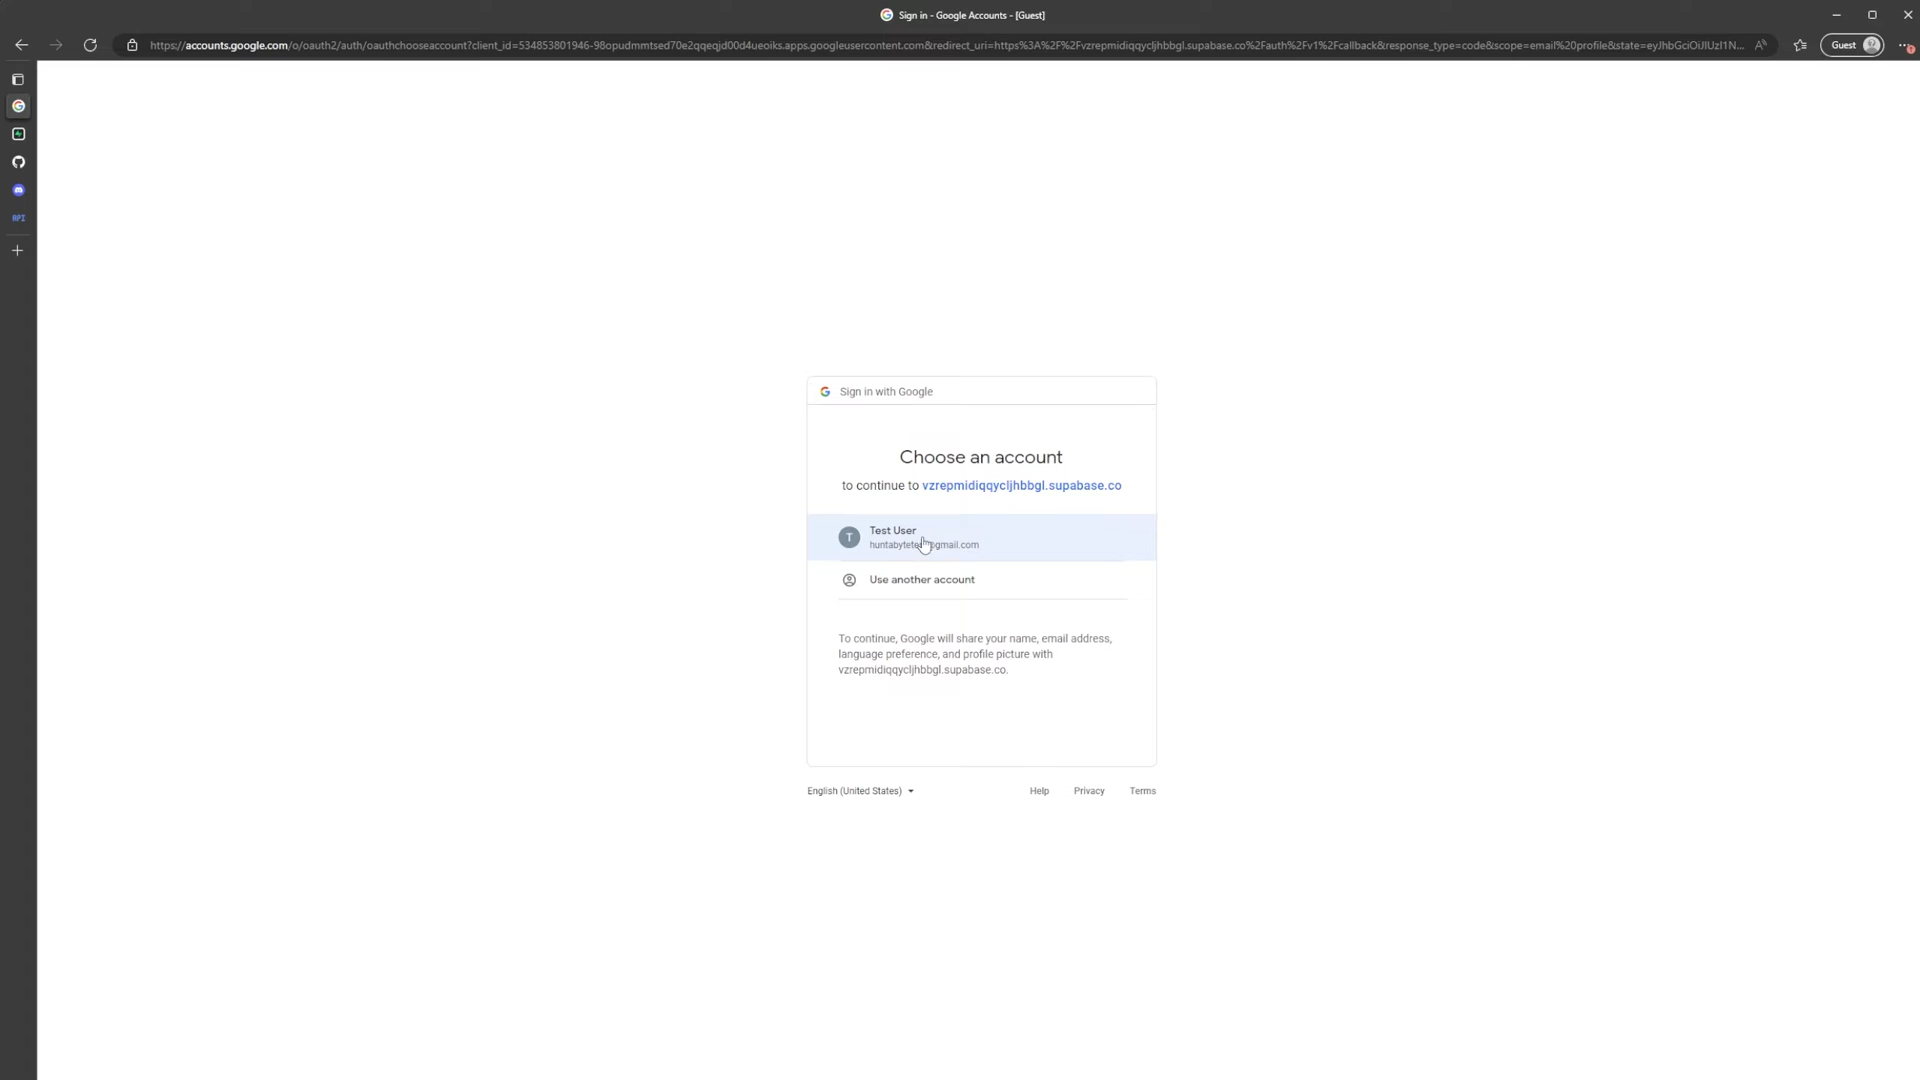 Sign in - Google Accounts - [Guest]
https://accounts.google.com/o/oauth2/auth/oauthchooseaccount?client_id=534853801946-98opudmmtsed70e2qqeqjd00d4ueoiks.apps.googleusercontent.com&redirect_uri=https%3A%2F%2Fvzrepmidiqqycljhbbgl.supabase.co%2Fauth%2Fv1%2Fcallback&response_type=code&scope=email%20profile&state=eyJhbGciOiJIUzI1N...
Guest
API
Sign in with Google
Choose an account
to continue to vzrepmidiqqycljhbbgl.supabase.co
T
Test User
@gmail.com
Use another account
To continue, Google will share your name, email address,
language preference, and profile picture with
vzrepmidiqqycljhbbgl.supabase.co.
English (United States)
Help
Privacy
Terms